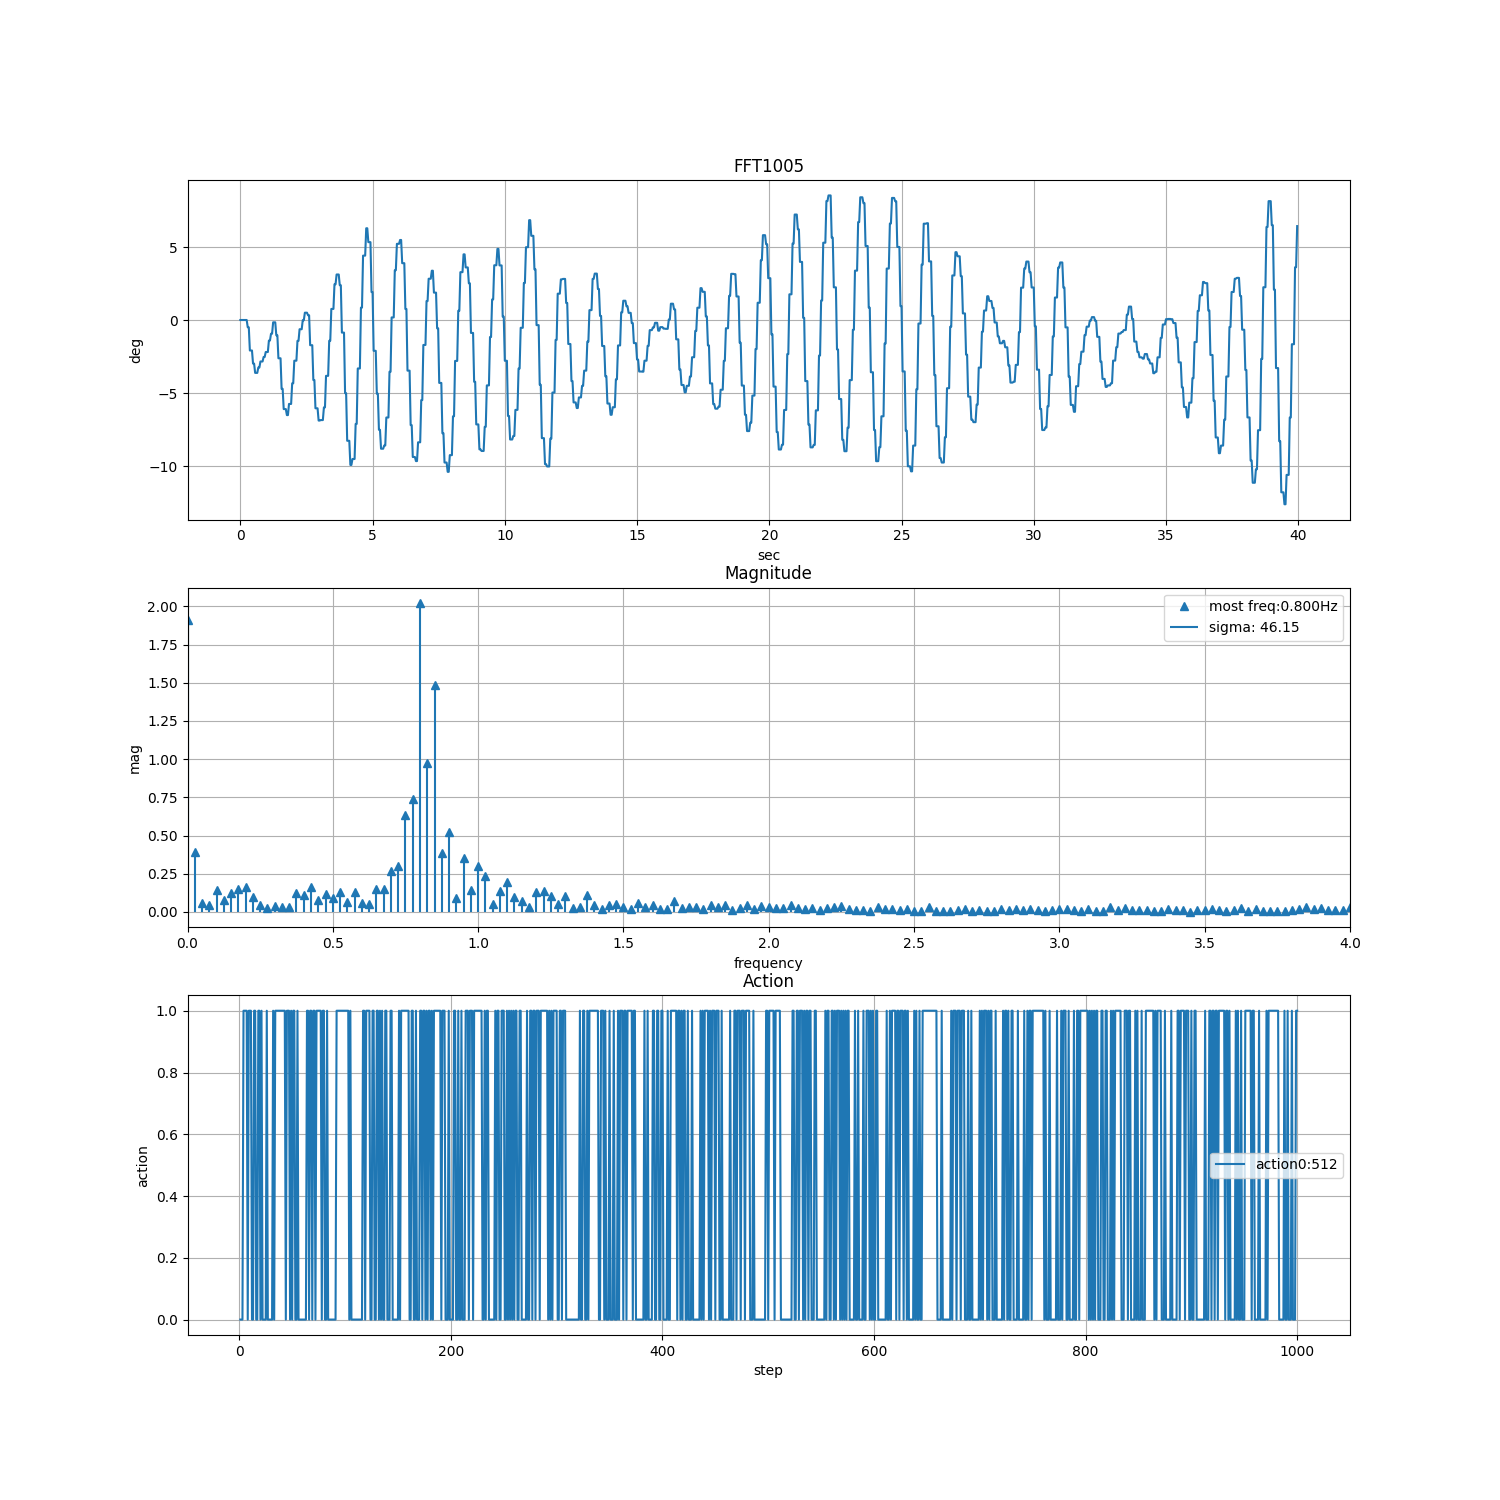 FFT1005
5
0
−5
−10
deg
0 5 10 15 20 25 30 35 40
sec
Magnitude
2.00
1.75
1.50
1.25
1.00
0.75
0.50
0.25
0.00
mag
most freq:0.800Hz
sigma: 46.15
0.0 0.5 1.0 1.5 2.0 2.5 3.0 3.5 4.0
frequency
Action
1.0
0.8
0.6
0.4
0.2
0.0
action
action0:512
0 200 400 600 800 1000
step